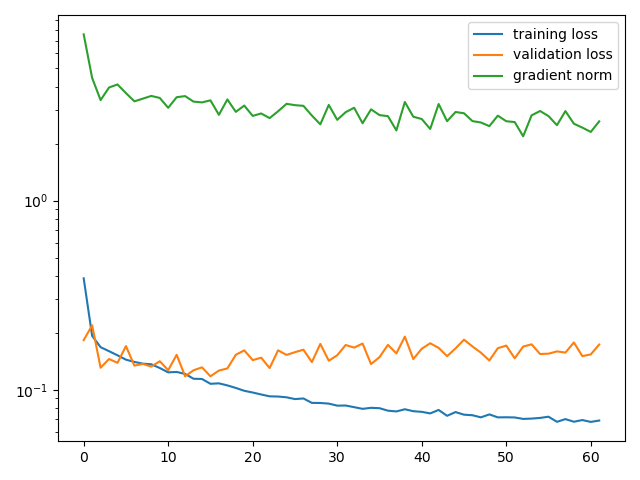 training loss
validation loss
gradient norm
10⁰
10⁻¹
0 10 20 30 40 50 60